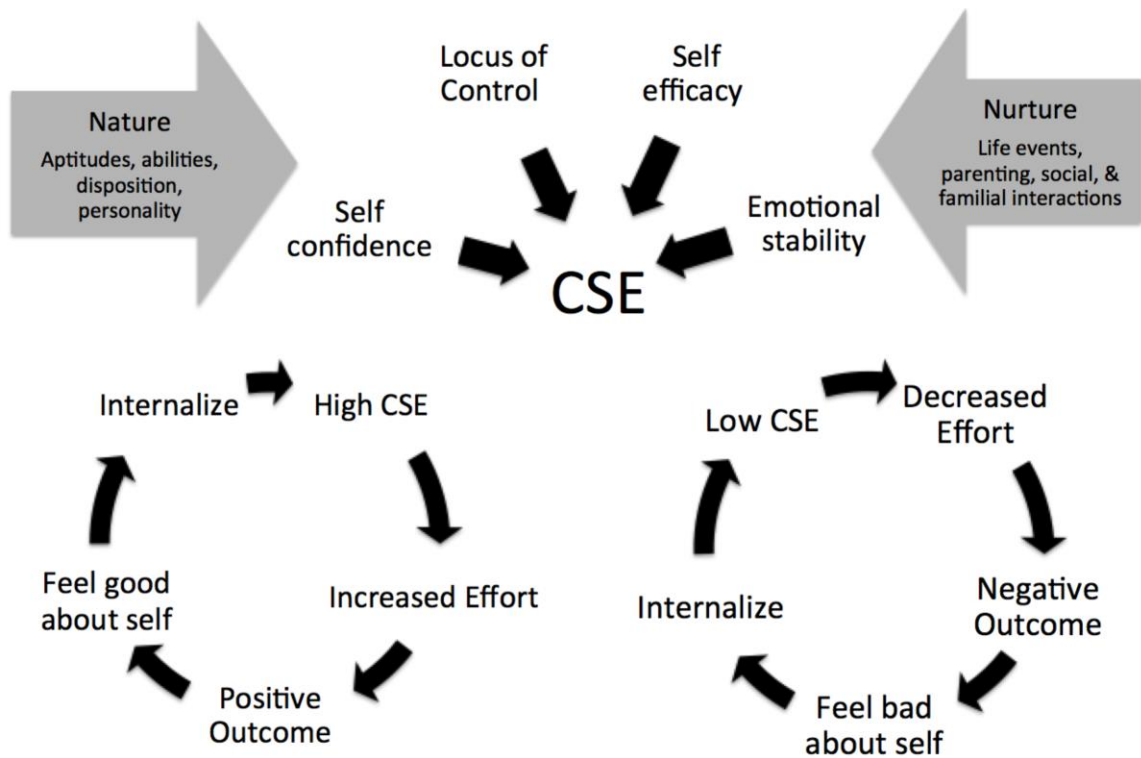 Locus of
Control
Self
efficacy
Nature
Aptitudes, abilities,
disposition,
personality
Nurture
Life events,
parenting, social, &
familial interactions
Self
confidence
Emotional
stability
CSE
Internalize
High CSE
Increased Effort
Positive
Outcome
Feel good
about self
Low CSE
Decreased
Effort
Negative
Outcome
Feel bad
about self
Internalize